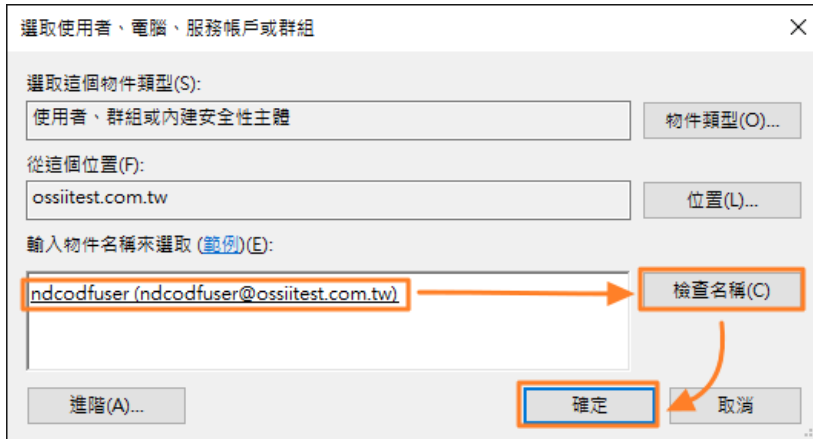 選取使用者、電腦、服務帳戶或群組
選取這個物件類型(S):
使用者、群組或內建安全性主體
物件類型(O)...
從這個位置(F):
ossiitest.com.tw
位置(L)...
輸入物件名稱來選取 (範例)(E):
ndcodfuser (ndcodfuser@ossiitest.com.tw)
檢查名稱(C)
進階(A)...
確定
取消